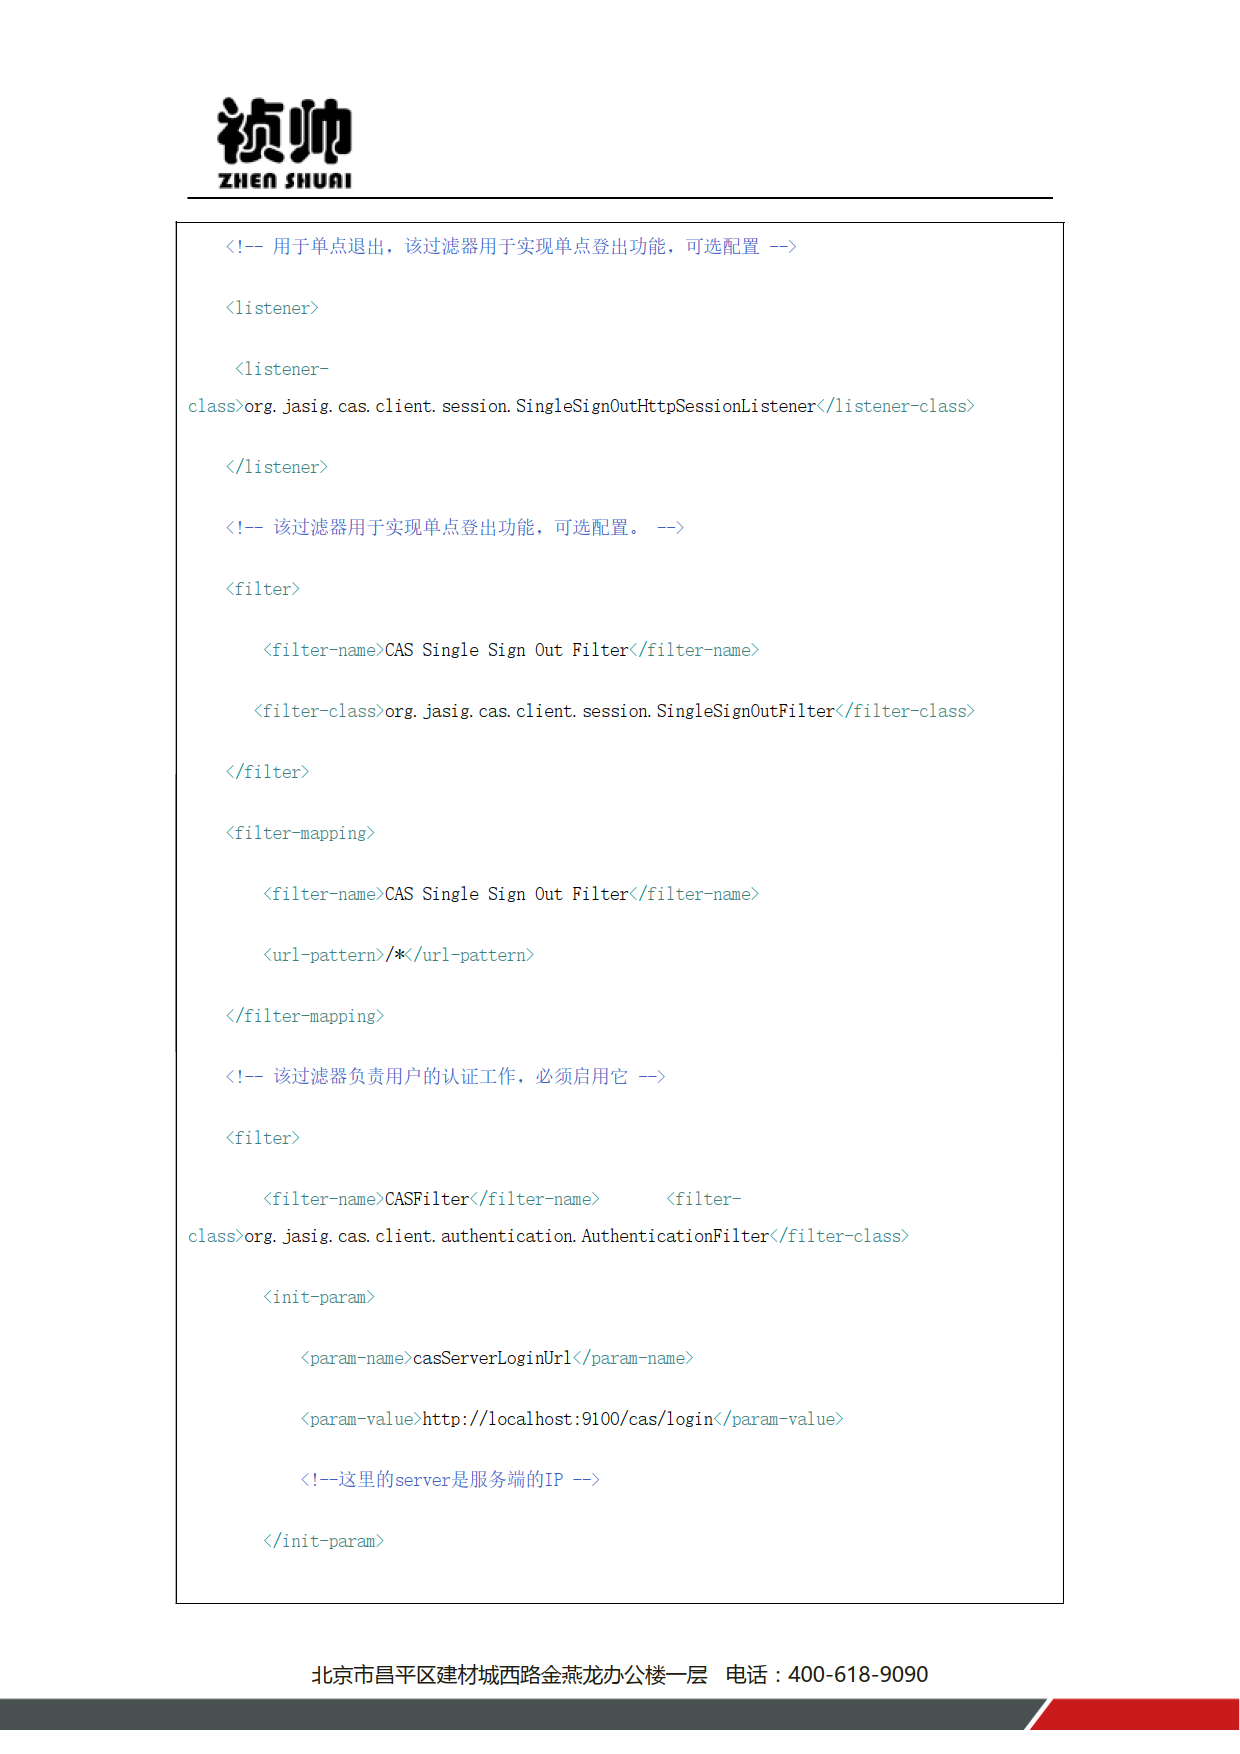 祯帅
ZHEN SHUAI
<!-- 用于单点退出，该过滤器用于实现单点登出功能，可选配置 -->
<listener>
<listener-
class>org.jasig.cas.client.session.SingleSignOutHttpSessionListener</listener-class>
</listener>
<!-- 该过滤器用于实现单点登出功能，可选配置。 -->
<filter>
<filter-name>CAS Single Sign Out Filter</filter-name>
<filter-class>org.jasig.cas.client.session.SingleSignOutFilter</filter-class>
</filter>
<filter-mapping>
<filter-name>CAS Single Sign Out Filter</filter-name>
<url-pattern>/*</url-pattern>
</filter-mapping>
<!-- 该过滤器负责用户的认证工作，必须启用它 -->
<filter>
<filter-name>CASFilter</filter-name> <filter-
class>org.jasig.cas.client.authentication.AuthenticationFilter</filter-class>
<init-param>
<param-name>casServerLoginUrl</param-name>
<param-value>http://localhost:9100/cas/login</param-value>
<!--这里的server是服务端的IP -->
</init-param>
北京市昌平区建材城西路金燕龙办公楼一层 电话：400-618-9090